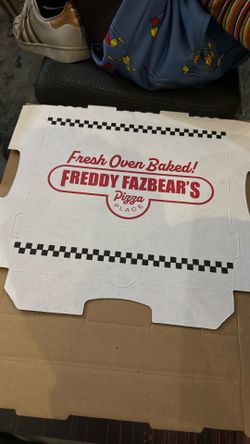 Fresh Oven Baked!
FREDDY FAZBEAR'S
Pizza
PLACE